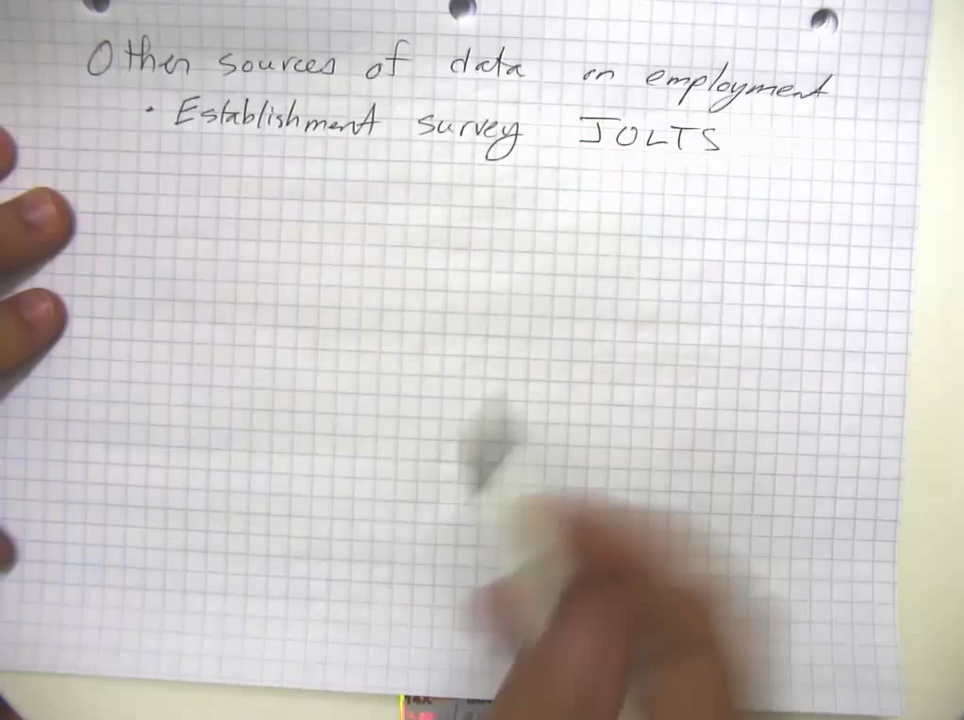 Other sources of data on employment
• Establishment survey JOLTS